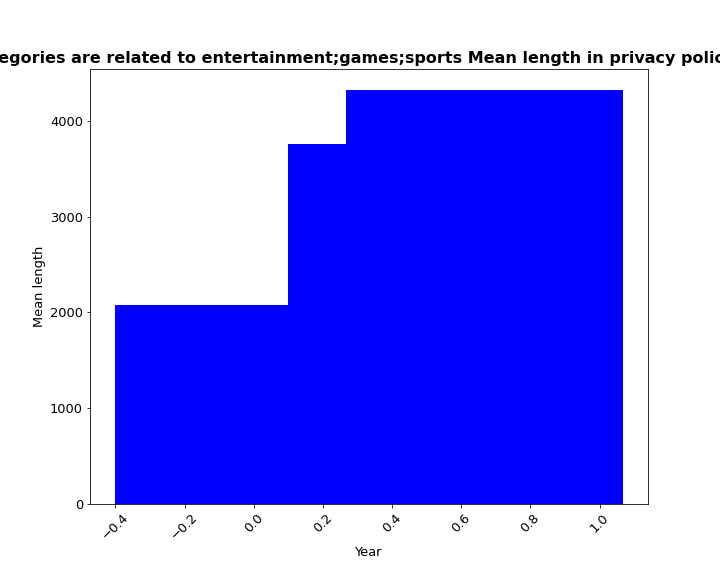 egories are related to entertainment;games;sports Mean length in privacy polic
4000
3000
2000
1000
0
Mean length
−0.4 −0.2 0.0 0.2 0.4 0.6 0.8 1.0
Year